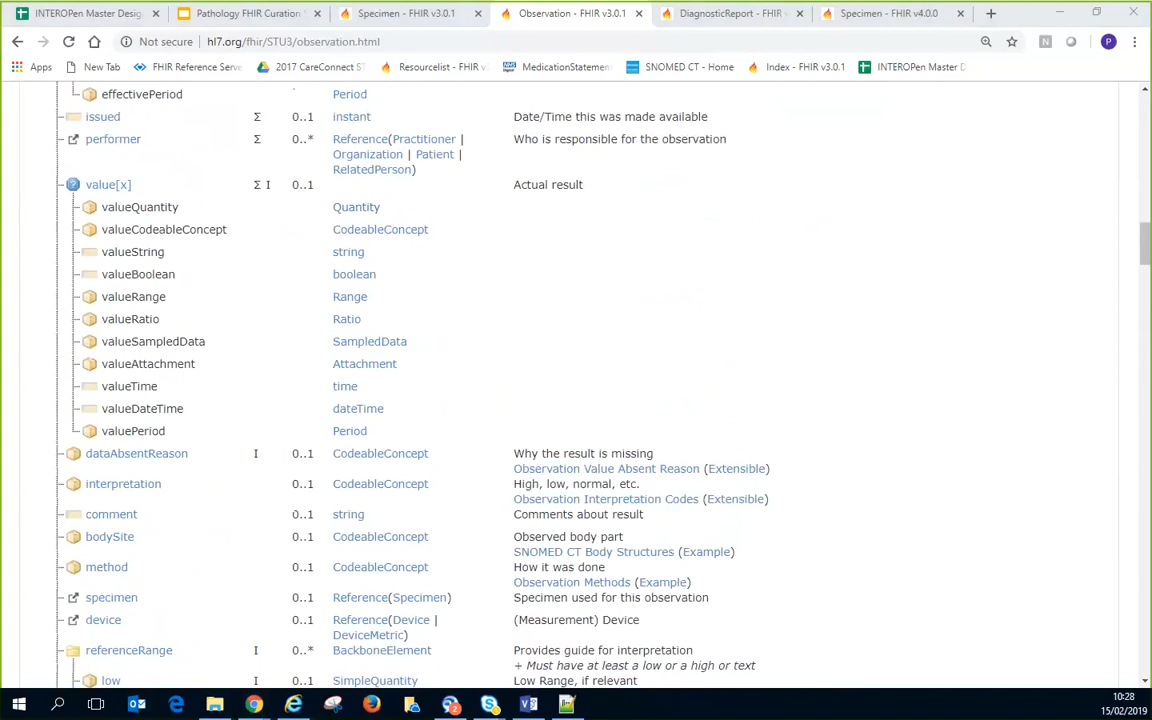 INTEROPen Master Desig
Pathology FHIR Curation
Specimen - FHIR v3.0.1
Observation - FHIR v3.0.1
DiagnosticReport - FHIR v
Specimen - FHIR v4.0.0
Not secure hl7.org/fhir/STU3/observation.html
N
P
Apps New Tab FHIR Reference Serve 2017 CareConnect ST Resourcelist - FHIR v MedicationStatemen SNOMED CT - Home Index - FHIR v3.0.1 INTEROPen Master D
effectivePeriod Period
issued Σ 0..1 instant Date/Time this was made available
performer Σ 0..* Reference(Practitioner | Who is responsible for the observation
Organization | Patient |
RelatedPerson)
value[x] Σ I 0..1 Actual result
valueQuantity Quantity
valueCodeableConcept CodeableConcept
valueString string
valueBoolean boolean
valueRange Range
valueRatio Ratio
valueSampledData SampledData
valueAttachment Attachment
valueTime time
valueDateTime dateTime
valuePeriod Period
dataAbsentReason I 0..1 CodeableConcept Why the result is missing
Observation Value Absent Reason (Extensible)
interpretation 0..1 CodeableConcept High, low, normal, etc.
Observation Interpretation Codes (Extensible)
comment 0..1 string Comments about result
bodySite 0..1 CodeableConcept Observed body part
SNOMED CT Body Structures (Example)
method 0..1 CodeableConcept How it was done
Observation Methods (Example)
specimen 0..1 Reference(Specimen) Specimen used for this observation
device 0..1 Reference(Device | (Measurement) Device
DeviceMetric)
referenceRange I 0..* BackboneElement Provides guide for interpretation
+ Must have at least a low or a high or text
low I 0..1 SimpleQuantity Low Range, if relevant
10:28
15/02/2019